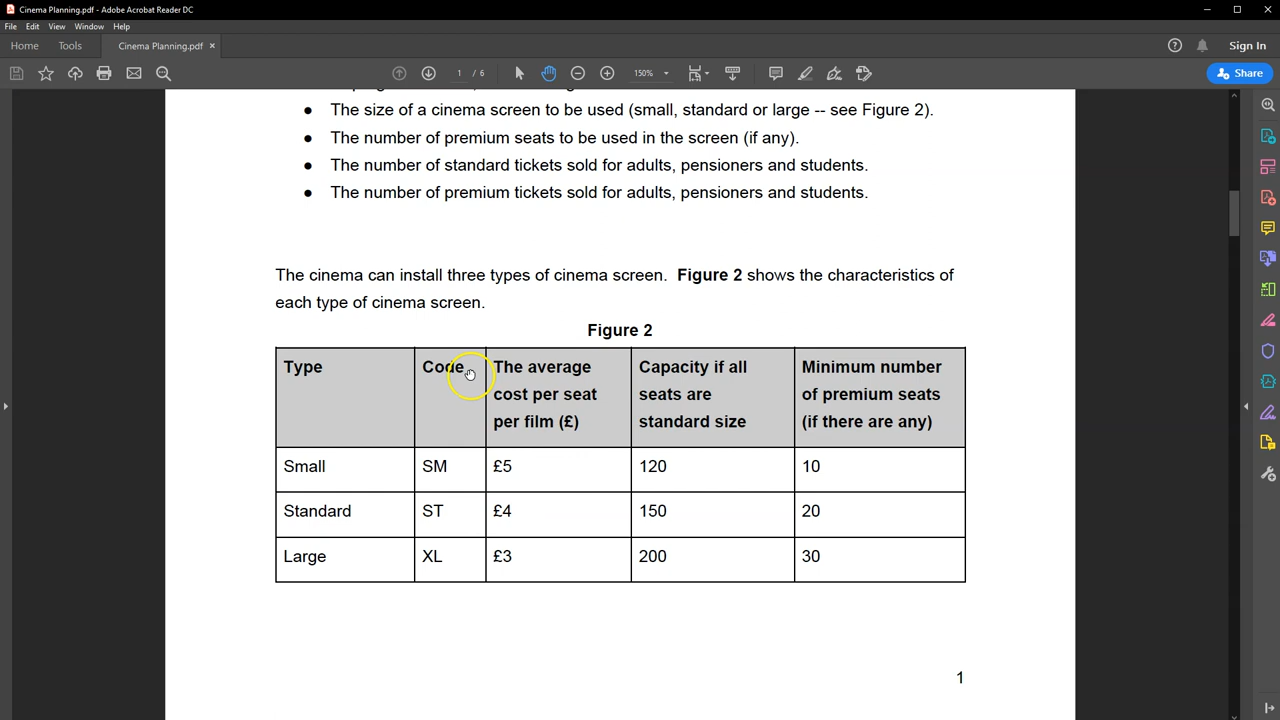 Cinema Planning.pdf - Adobe Acrobat Reader DC
File Edit View Window Help
Home Tools Cinema Planning.pdf × Sign In
1 / 6 150% Share
● The size of a cinema screen to be used (small, standard or large -- see Figure 2).
● The number of premium seats to be used in the screen (if any).
● The number of standard tickets sold for adults, pensioners and students.
● The number of premium tickets sold for adults, pensioners and students.
The cinema can install three types of cinema screen. Figure 2 shows the characteristics of
each type of cinema screen.
Figure 2
Type Code The average cost per seat per film (£) Capacity if all seats are standard size Minimum number of premium seats (if there are any)
Small SM £5 120 10
Standard ST £4 150 20
Large XL £3 200 30
1